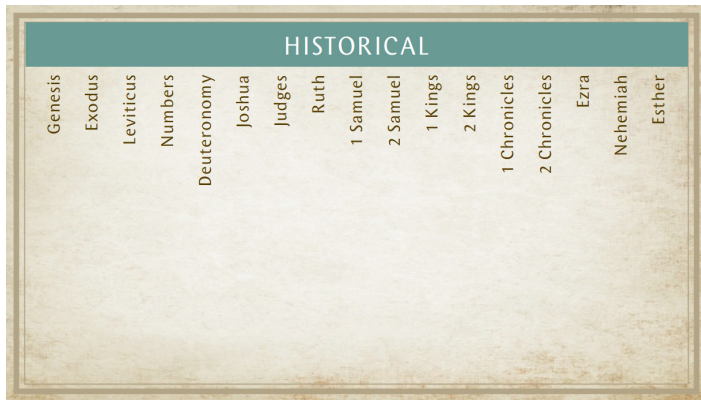 HISTORICAL
Genesis
Exodus
Leviticus
Numbers
Deuteronomy
Joshua
Judges
Ruth
1 Samuel
2 Samuel
1 Kings
2 Kings
1 Chronicles
2 Chronicles
Ezra
Nehemiah
Esther